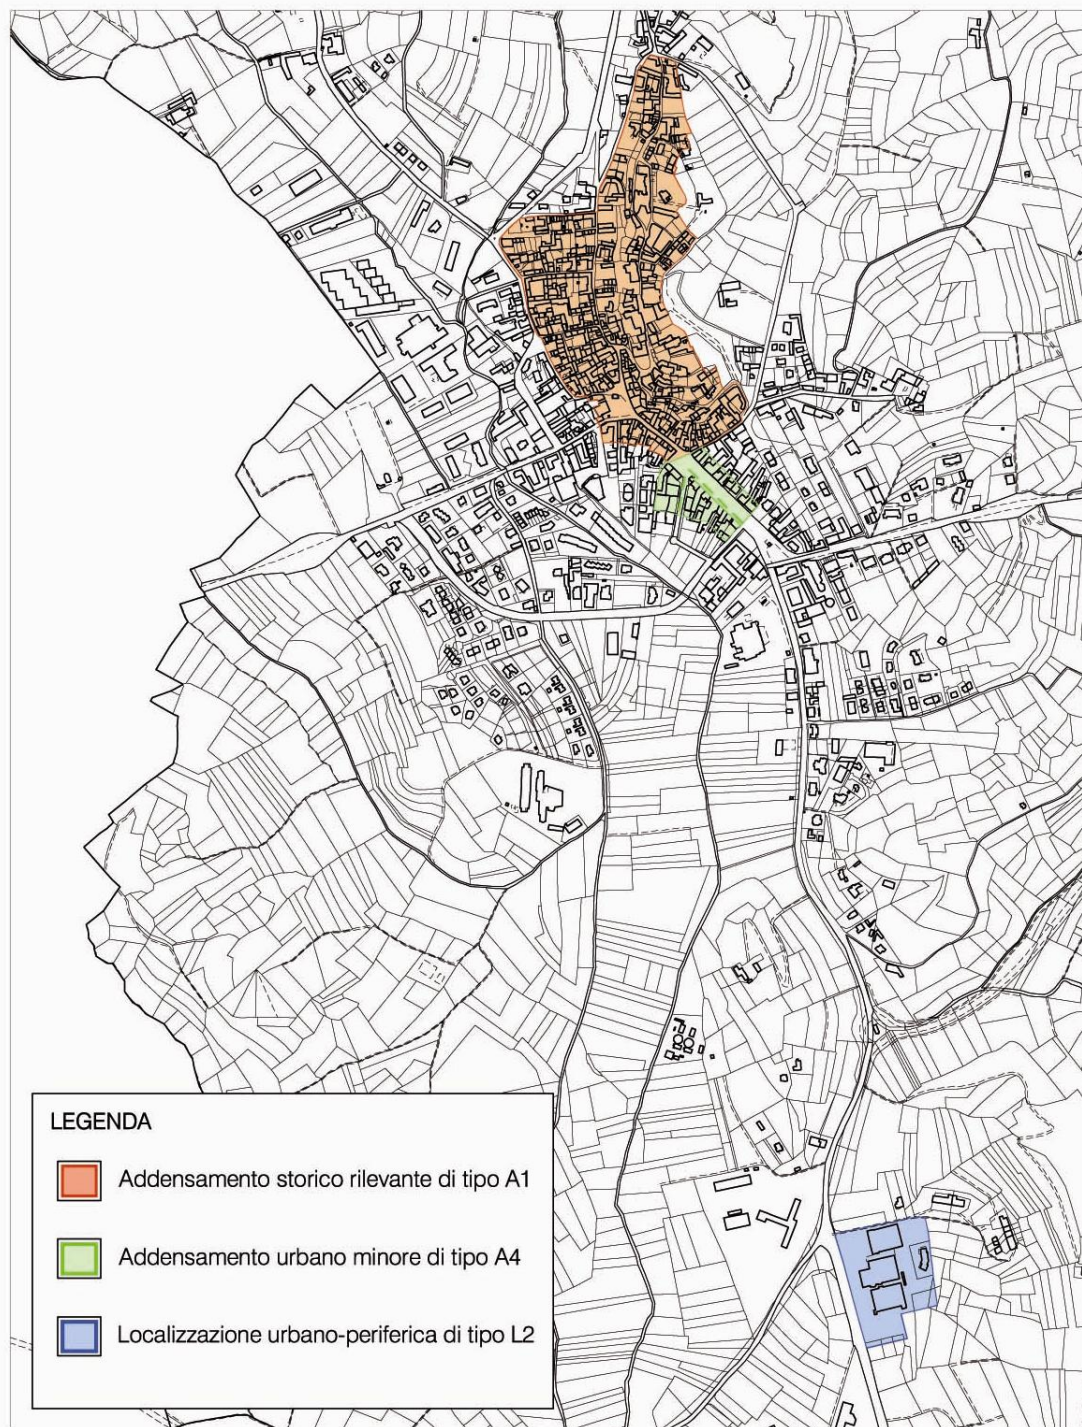 LEGENDA
Addensamento storico rilevante di tipo A1
Addensamento urbano minore di tipo A4
Localizzazione urbano-periferica di tipo L2